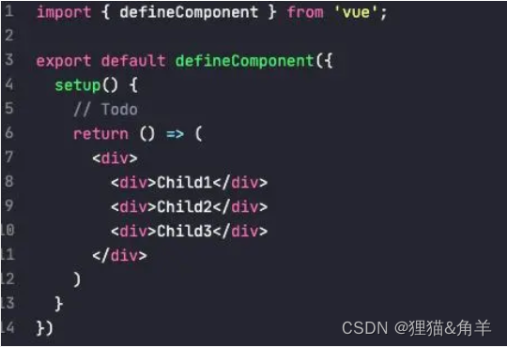 1 import { defineComponent } from 'vue';
2
3 export default defineComponent({
4   setup() {
5     // Todo
6     return () => (
7       <div>
8         <div>Child1</div>
9         <div>Child2</div>
10         <div>Child3</div>
11       </div>
12     )
13   }
14 })
CSDN @狸猫&角羊